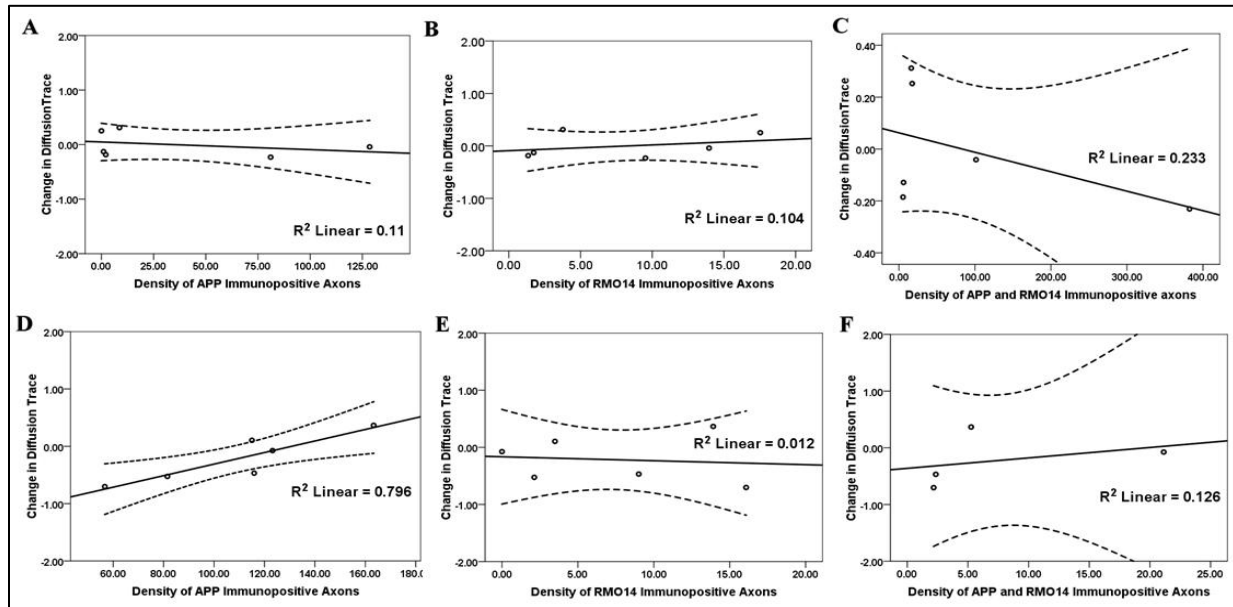 A
Change in DiffusionTrace
2.00
1.00
0.00
-1.00
-2.00
R² Linear = 0.11
0.00 25.00 50.00 75.00 100.00 125.00
Density of APP Immunopositive Axons
B
Change in Diffusion Trace
2.00
1.00
0.00
-1.00
-2.00
R² Linear = 0.104
0.00 5.00 10.00 15.00 20.00
Density of RMO14 Immunopositive Axons
C
Change in DiffusionTrace
0.40
0.20
0.00
-0.20
-0.40
R² Linear = 0.233
0.00 100.00 200.00 300.00 400.00
Density of APP and RMO14 Immunopositive axons
D
Change in Diffusion Trace
2.00
1.00
0.00
-1.00
-2.00
R² Linear = 0.796
60.00 80.00 100.00 120.00 140.00 160.00 180.0
Density of APP Immunopositive Axons
E
Change in Diffusion Trace
2.00
1.00
0.00
-1.00
-2.00
R² Linear = 0.012
0.00 5.00 10.00 15.00 20.00
Density of RMO14 Immunopositive Axons
F
Change in Diffuison Trace
2.00
1.00
0.00
-1.00
-2.00
R² Linear = 0.126
0.00 5.00 10.00 15.00 20.00 25.00
Density of APP and RMO14 Immunopositive Axons